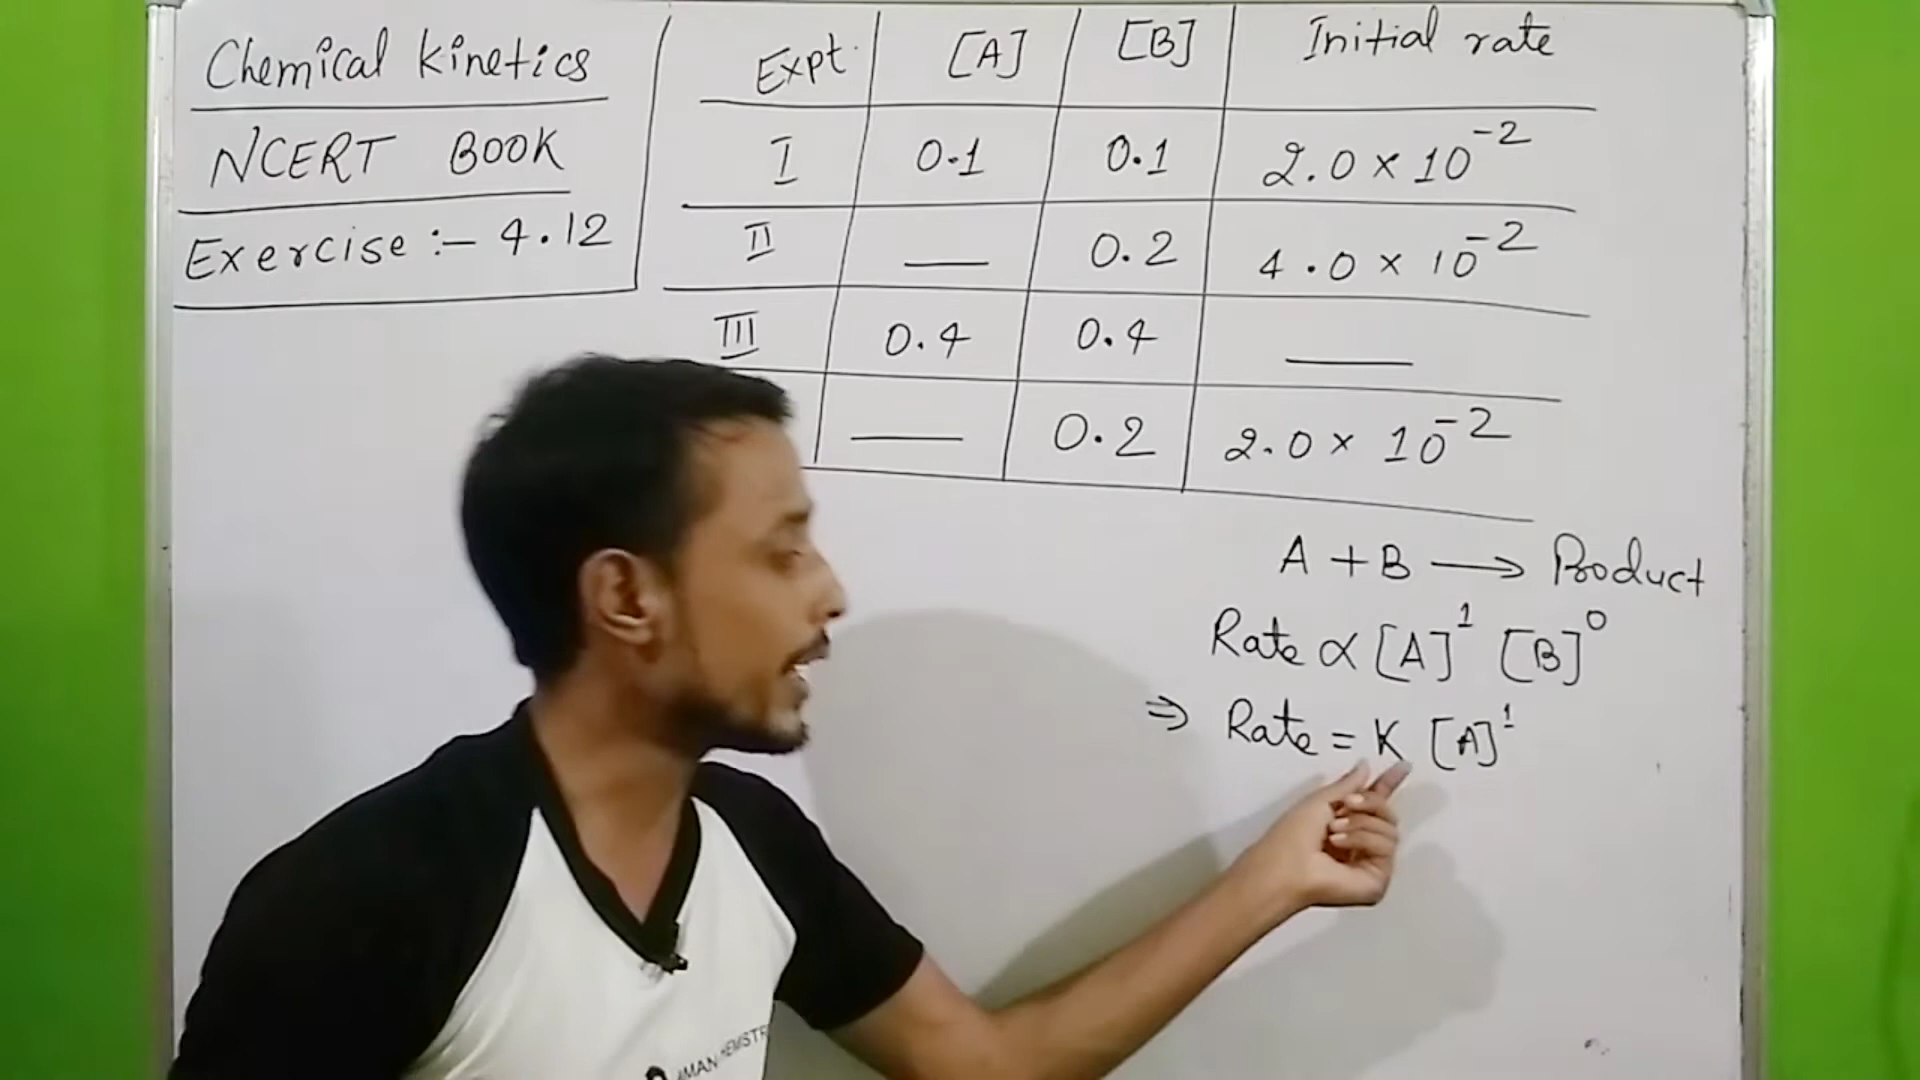 Chemical kinetics
NCERT BOOK
Exercise :- 4.12
Expt. [A] [B] Initial rate
I 0.1 0.1 2.0 × 10⁻²
II — 0.2 4.0 × 10⁻²
III 0.4 0.4 —
— 0.2 2.0 × 10⁻²
A + B ⟶ Product
Rate ∝ [A]¹ [B]⁰
⇒ Rate = K [A]¹